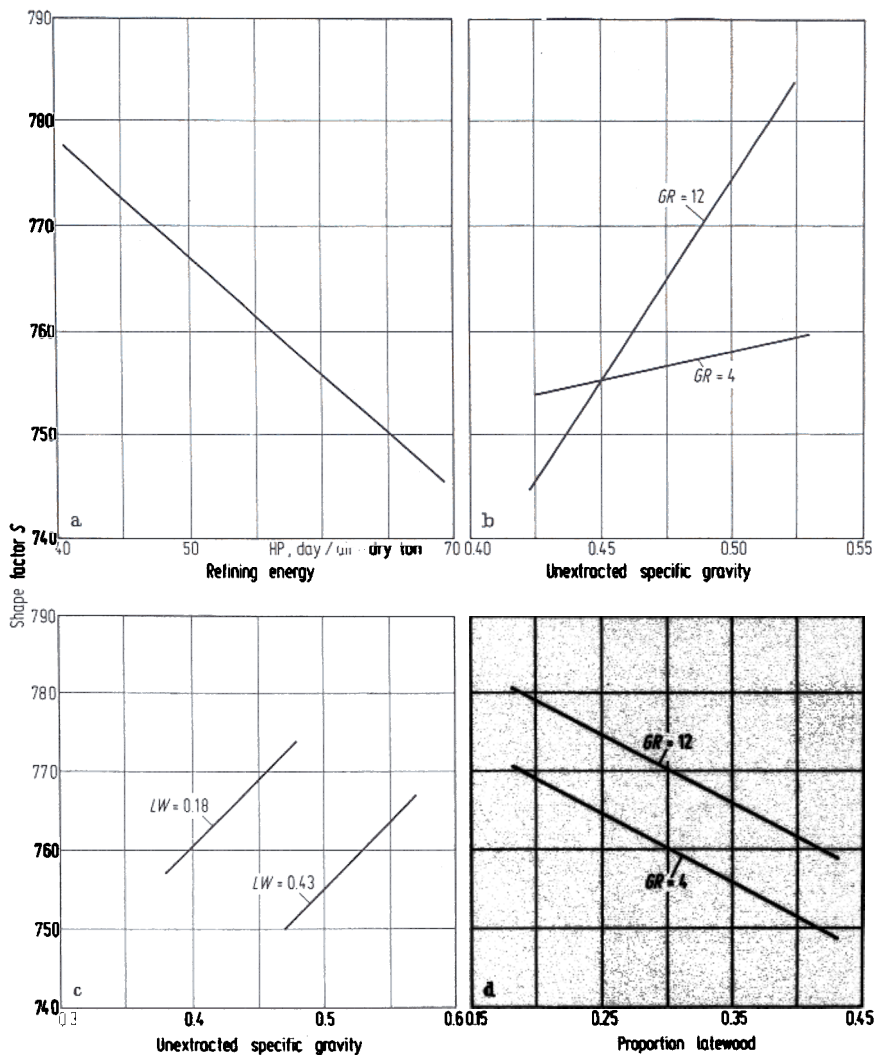 790
780
770
760
750
740
GR = 12
GR = 4
a
b
40 50 HP, day / air - dry ton 70
0.40 0.45 0.50 0.55
Refining energy
Unextracted specific gravity
Shape factor S
790
780
770
760
750
740
LW = 0.18
LW = 0.43
GR = 12
GR = 4
c
d
0.3 0.4 0.5 0.6
0.15 0.25 0.35 0.45
Unextracted specific gravity
Proportion latewood